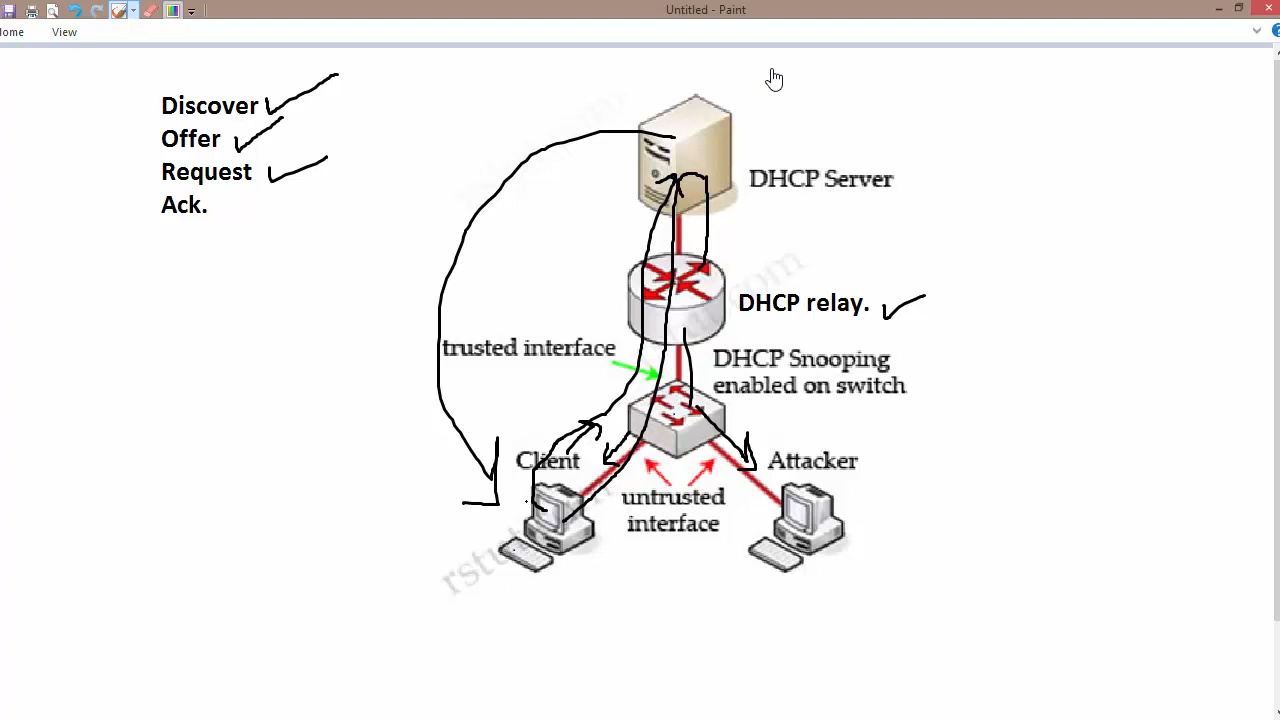 Untitled - Paint
ome
View
Discover
Offer
Request
Ack.
DHCP Server
DHCP relay.
trusted interface
DHCP Snooping
enabled on switch
Client
Attacker
untrusted
interface